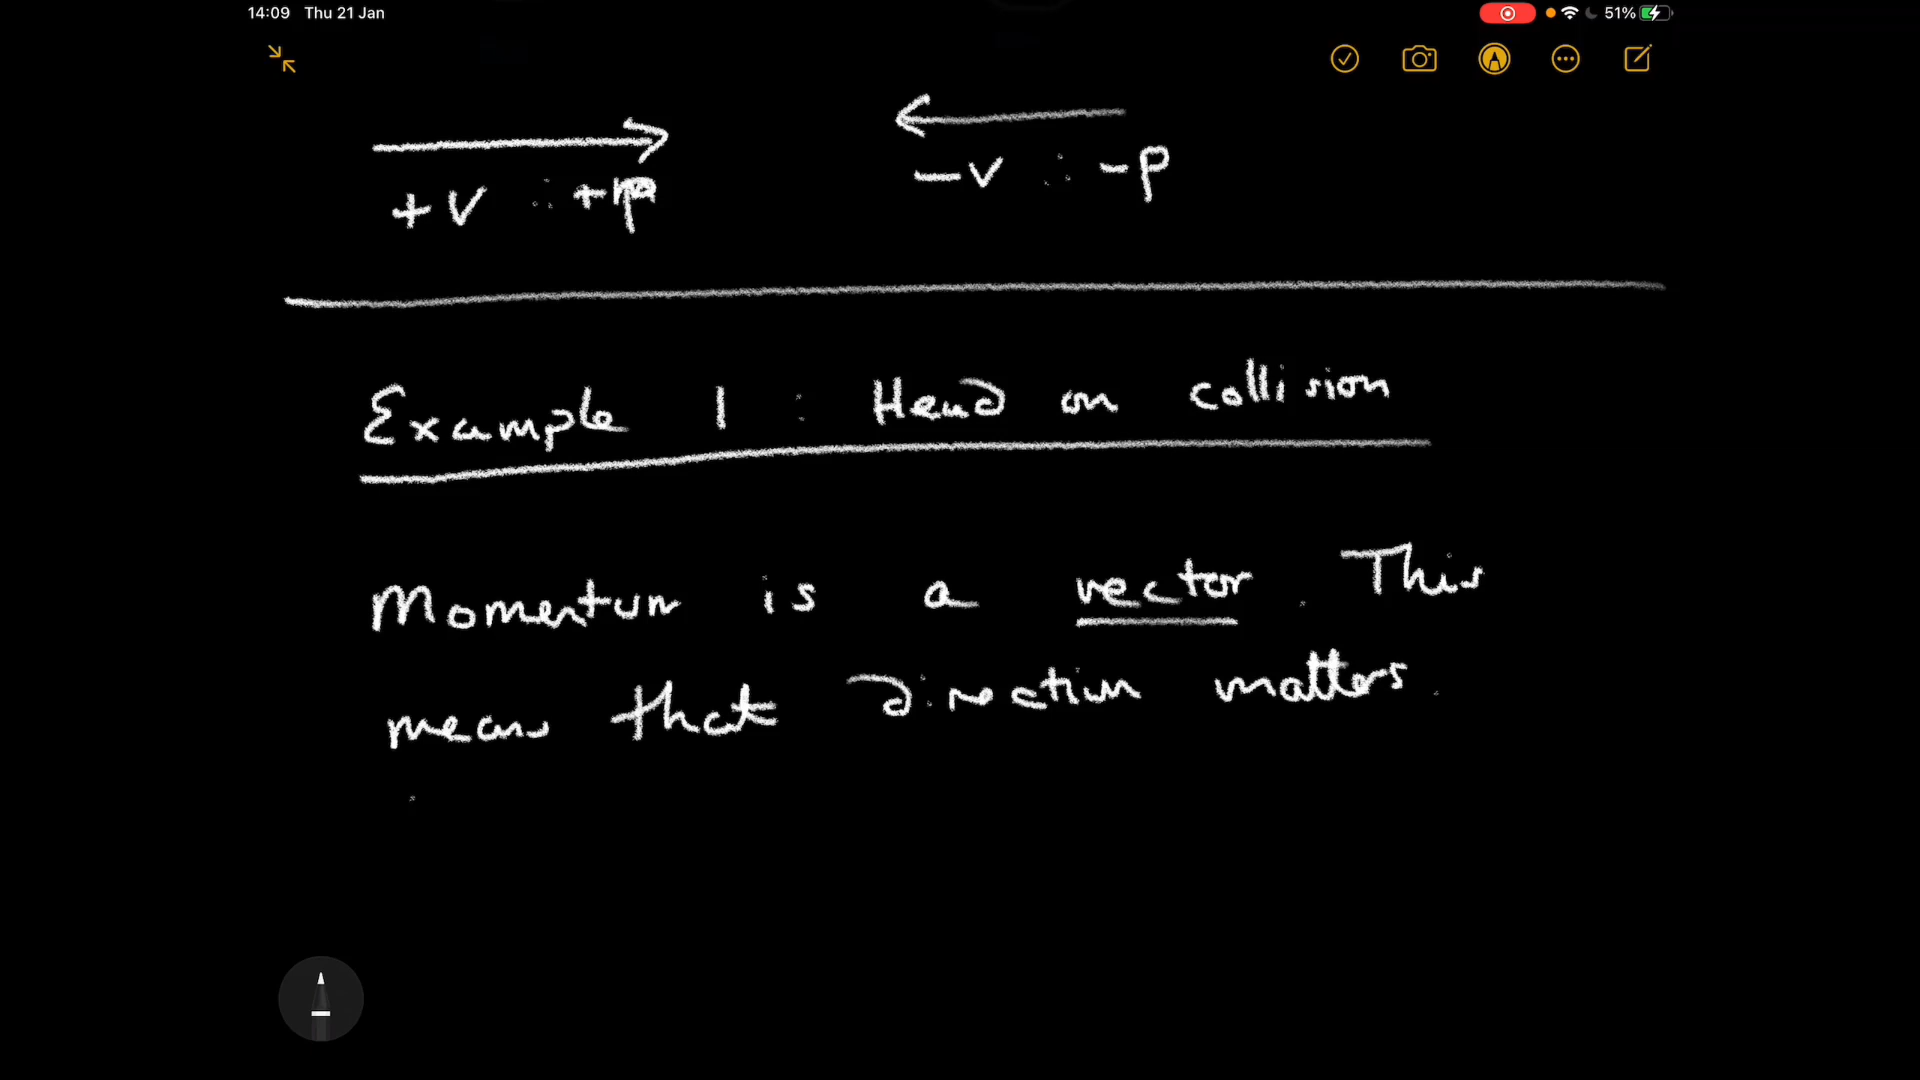 14:09 Thu 21 Jan 51%
+V ∴ +p -v ∴ -p
Example 1 : Head on collision
Momentum is a vector. This
means that direction matters.